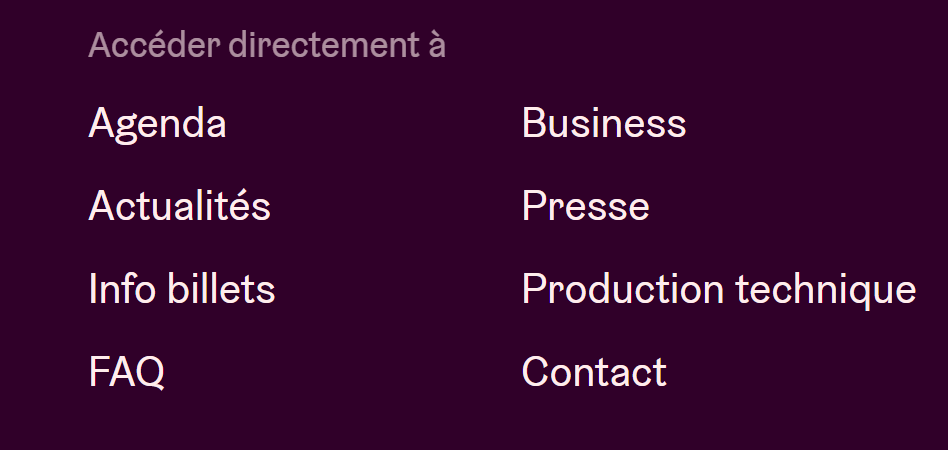 Accéder directement à
Agenda
Actualités
Info billets
FAQ
Business
Presse
Production technique
Contact